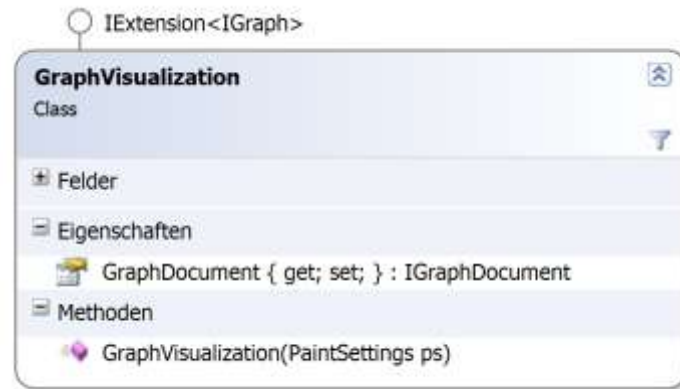 IExtension<IGraph>
GraphVisualization
Class
Felder
Eigenschaften
GraphDocument { get; set; } : IGraphDocument
Methoden
GraphVisualization(PaintSettings ps)